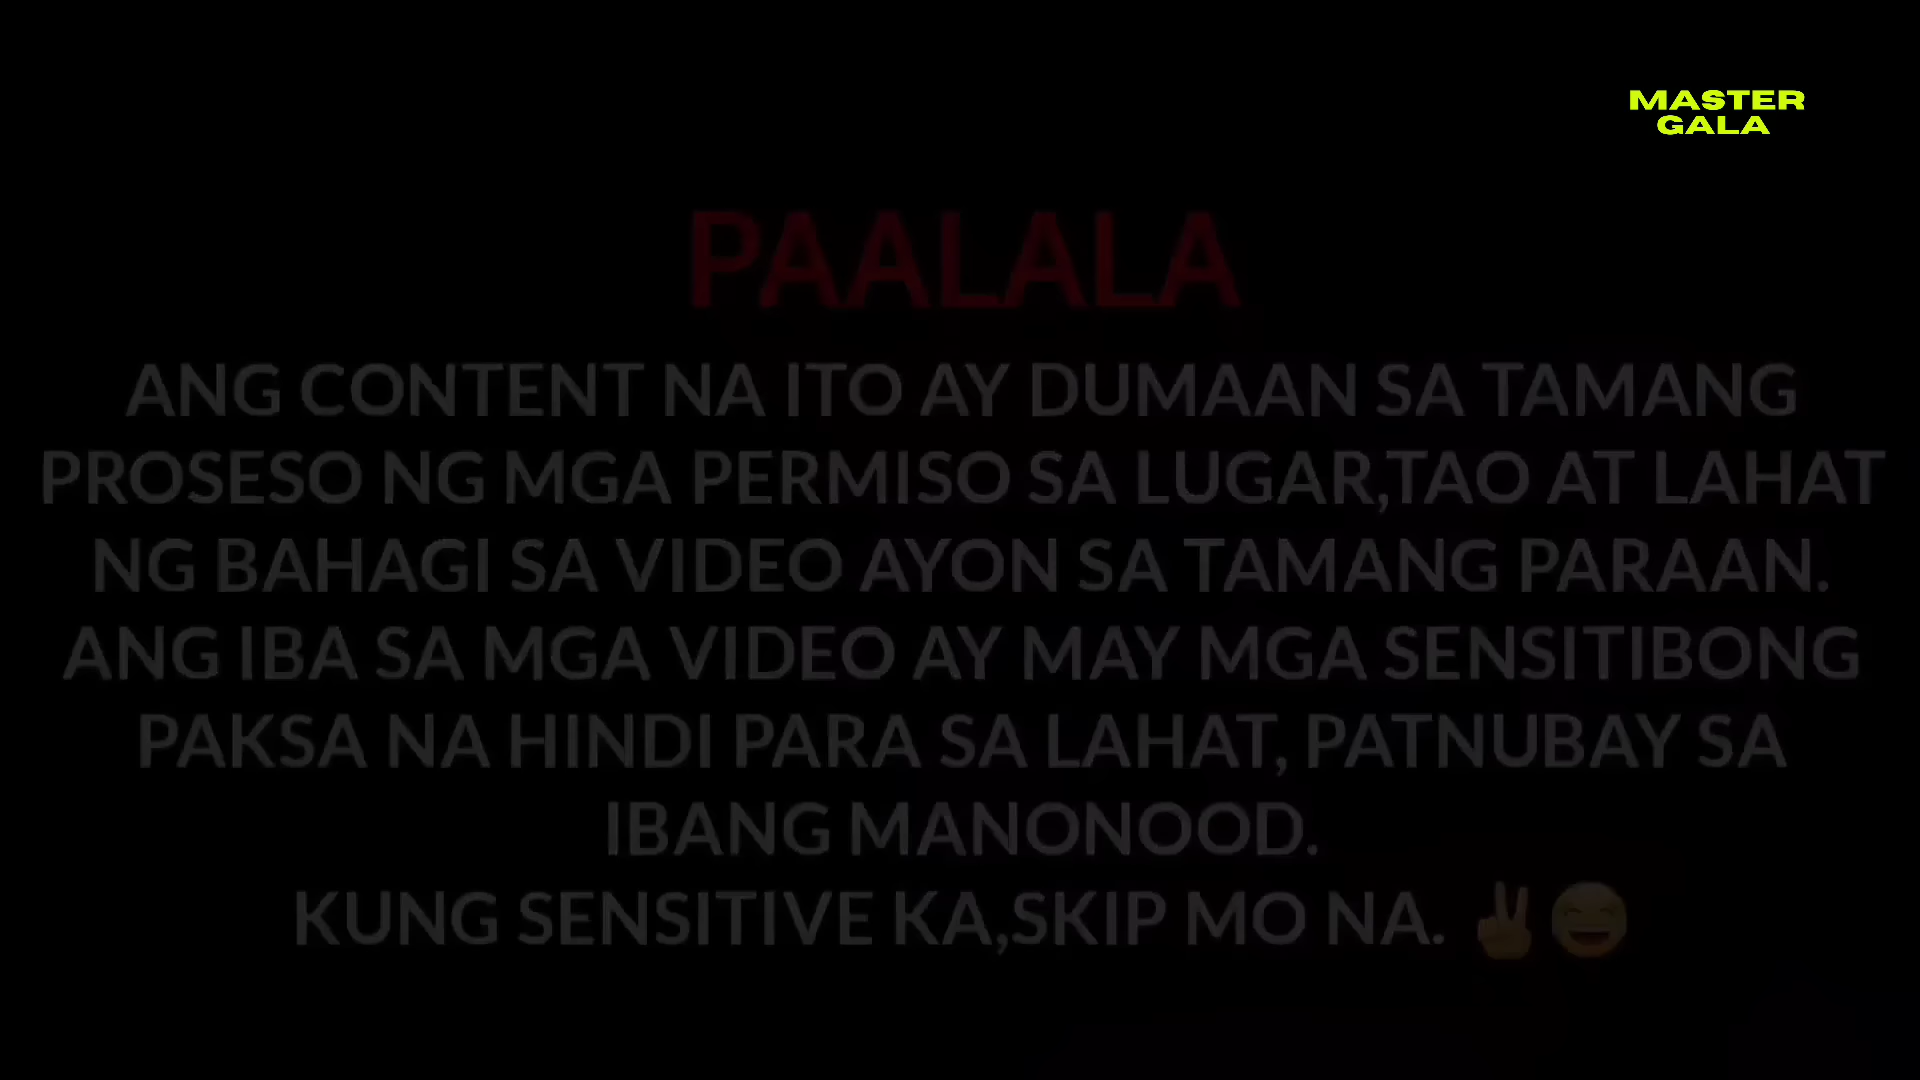 MASTER
GALA
PAALALA
ANG CONTENT NA ITO AY DUMAAN SA TAMANG
PROSESO NG MGA PERMISO SA LUGAR,TAO AT LAHAT
NG BAHAGI SA VIDEO AYON SA TAMANG PARAAN.
ANG IBA SA MGA VIDEO AY MAY MGA SENSITIBONG
PAKSA NA HINDI PARA SA LAHAT, PATNUBAY SA
IBANG MANONOOD.
KUNG SENSITIVE KA,SKIP MO NA. ✌️😆